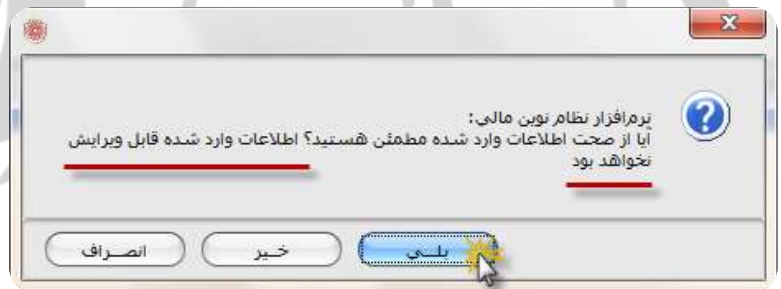 نرم‌افزار نظام نوین مالی:
آیا از صحت اطلاعات وارد شده مطمئن هستید؟ اطلاعات وارد شده قابل ویرایش
نخواهد بود
بلی
خیر
انصراف